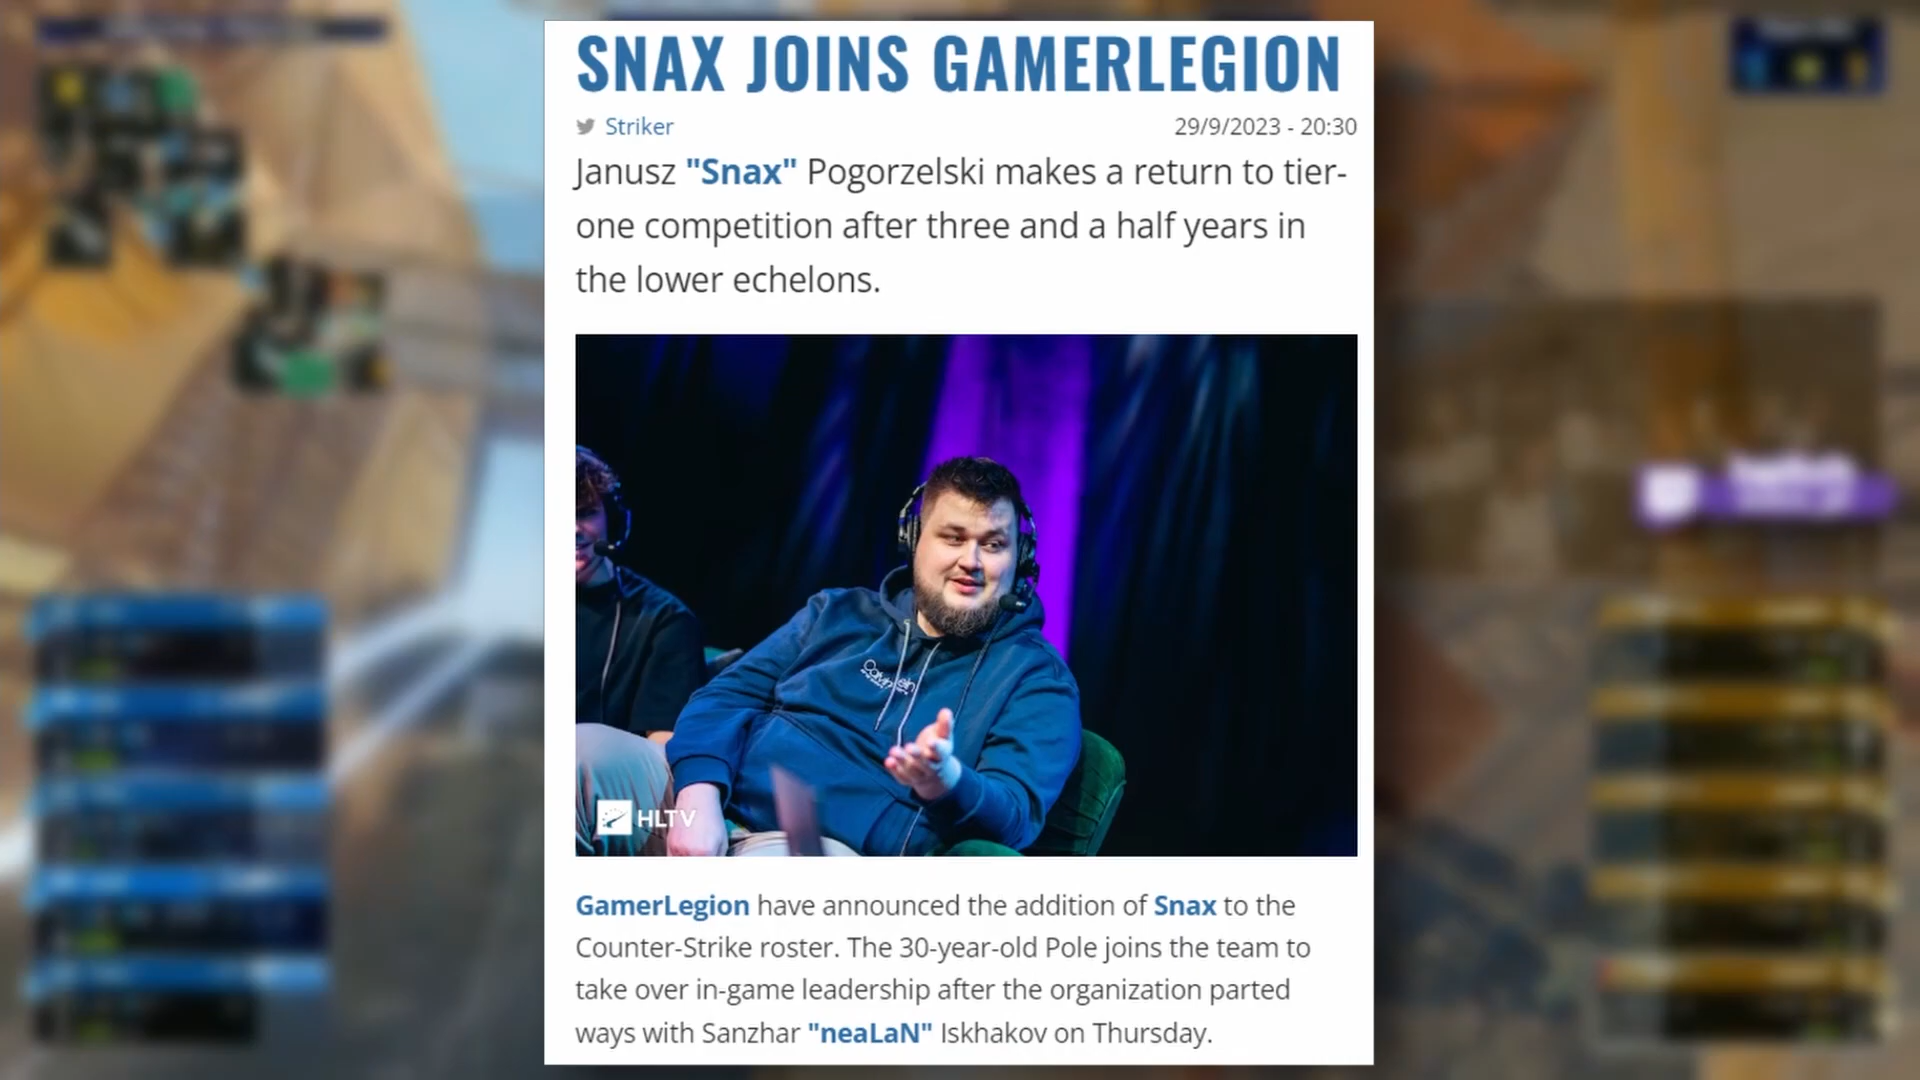 SNAX JOINS GAMERLEGION
Striker
29/9/2023 - 20:30
Janusz "Snax" Pogorzelski makes a return to tier-
one competition after three and a half years in
the lower echelons.
HLTV
GamerLegion have announced the addition of Snax to the
Counter-Strike roster. The 30-year-old Pole joins the team to
take over in-game leadership after the organization parted
ways with Sanzhar "neaLaN" Iskhakov on Thursday.